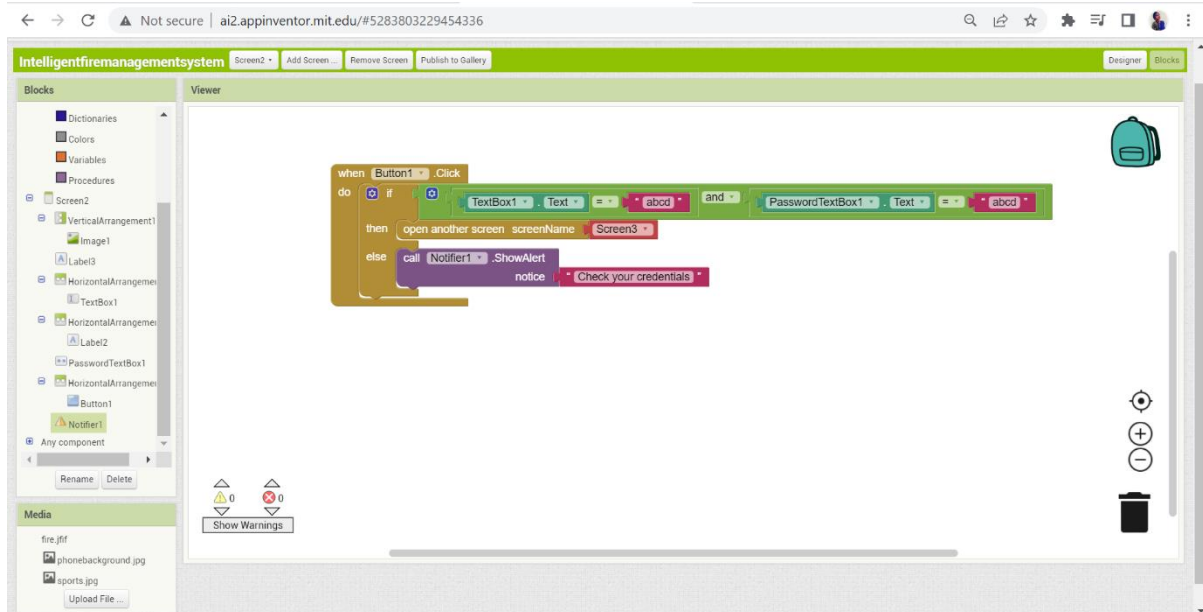 Not secure | ai2.appinventor.mit.edu/#5283803229454336
Intelligentfiremanagementsystem Screen2 Add Screen ... Remove Screen Publish to Gallery Designer Blocks
Blocks
Viewer
Dictionaries
Colors
Variables
Procedures
Screen2
VerticalArrangement1
Image1
Label3
HorizontalArrangemer
TextBox1
HorizontalArrangemer
Label2
PasswordTextBox1
HorizontalArrangemer
Button1
Notifier1
Any component
Rename Delete
when Button1 .Click
do if TextBox1 . Text = " abcd " and PasswordTextBox1 . Text = " abcd "
then open another screen screenName Screen3
else call Notifier1 .ShowAlert
notice " Check your credentials "
0 0
Show Warnings
Media
fire.jfif
phonebackground.jpg
sports.jpg
Upload File ...